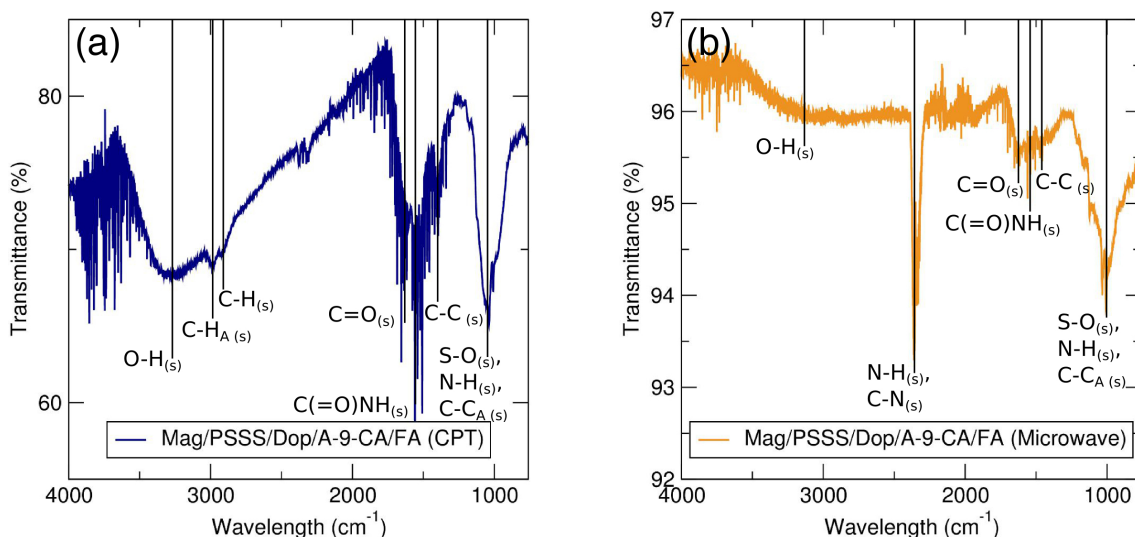 (a)
80
60
Transmittance (%)
O-H(s)
C-HA (s)
C-H(s)
C=O(s)
C(=O)NH(s)
C-C (s)
S-O(s),
N-H(s),
C-CA (s)
Mag/PSSS/Dop/A-9-CA/FA (CPT)
4000 3000 2000 1000
Wavelength (cm-1)
(b)
97
96
95
94
93
92
Transmittance (%)
O-H(s)
N-H(s),
C-N(s)
C=O(s)
C-C (s)
C(=O)NH(s)
S-O(s),
N-H(s),
C-CA (s)
Mag/PSSS/Dop/A-9-CA/FA (Microwave)
4000 3000 2000 1000
Wavelength (cm-1)